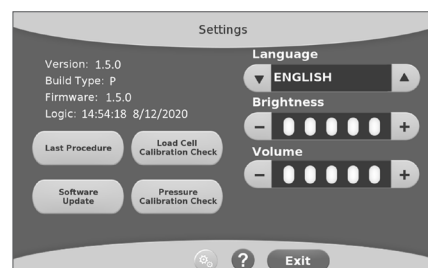 Settings
Version: 1.5.0
Build Type: P
Firmware: 1.5.0
Logic: 14:54:18 8/12/2020
Last Procedure
Load Cell
Calibration Check
Software
Update
Pressure
Calibration Check
Language
▼ ENGLISH ▲
Brightness
− +
Volume
− +
? Exit